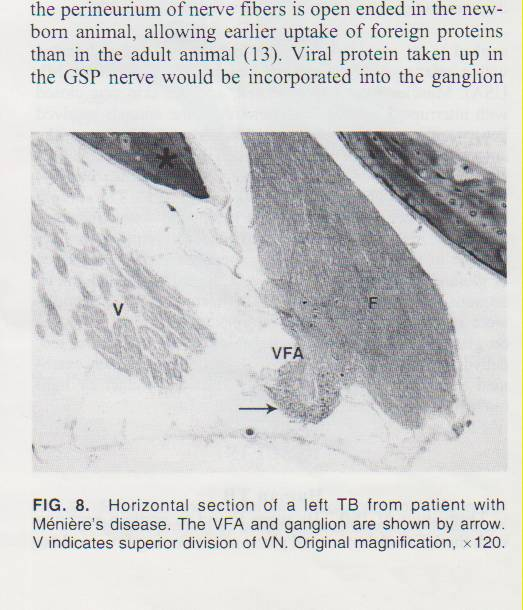 the perineurium of nerve fibers is open ended in the new-
born animal, allowing earlier uptake of foreign proteins
than in the adult animal (13). Viral protein taken up in
the GSP nerve would be incorporated into the ganglion
*
V
F
VFA
FIG. 8. Horizontal section of a left TB from patient with
Ménière's disease. The VFA and ganglion are shown by arrow.
V indicates superior division of VN. Original magnification, ×120.